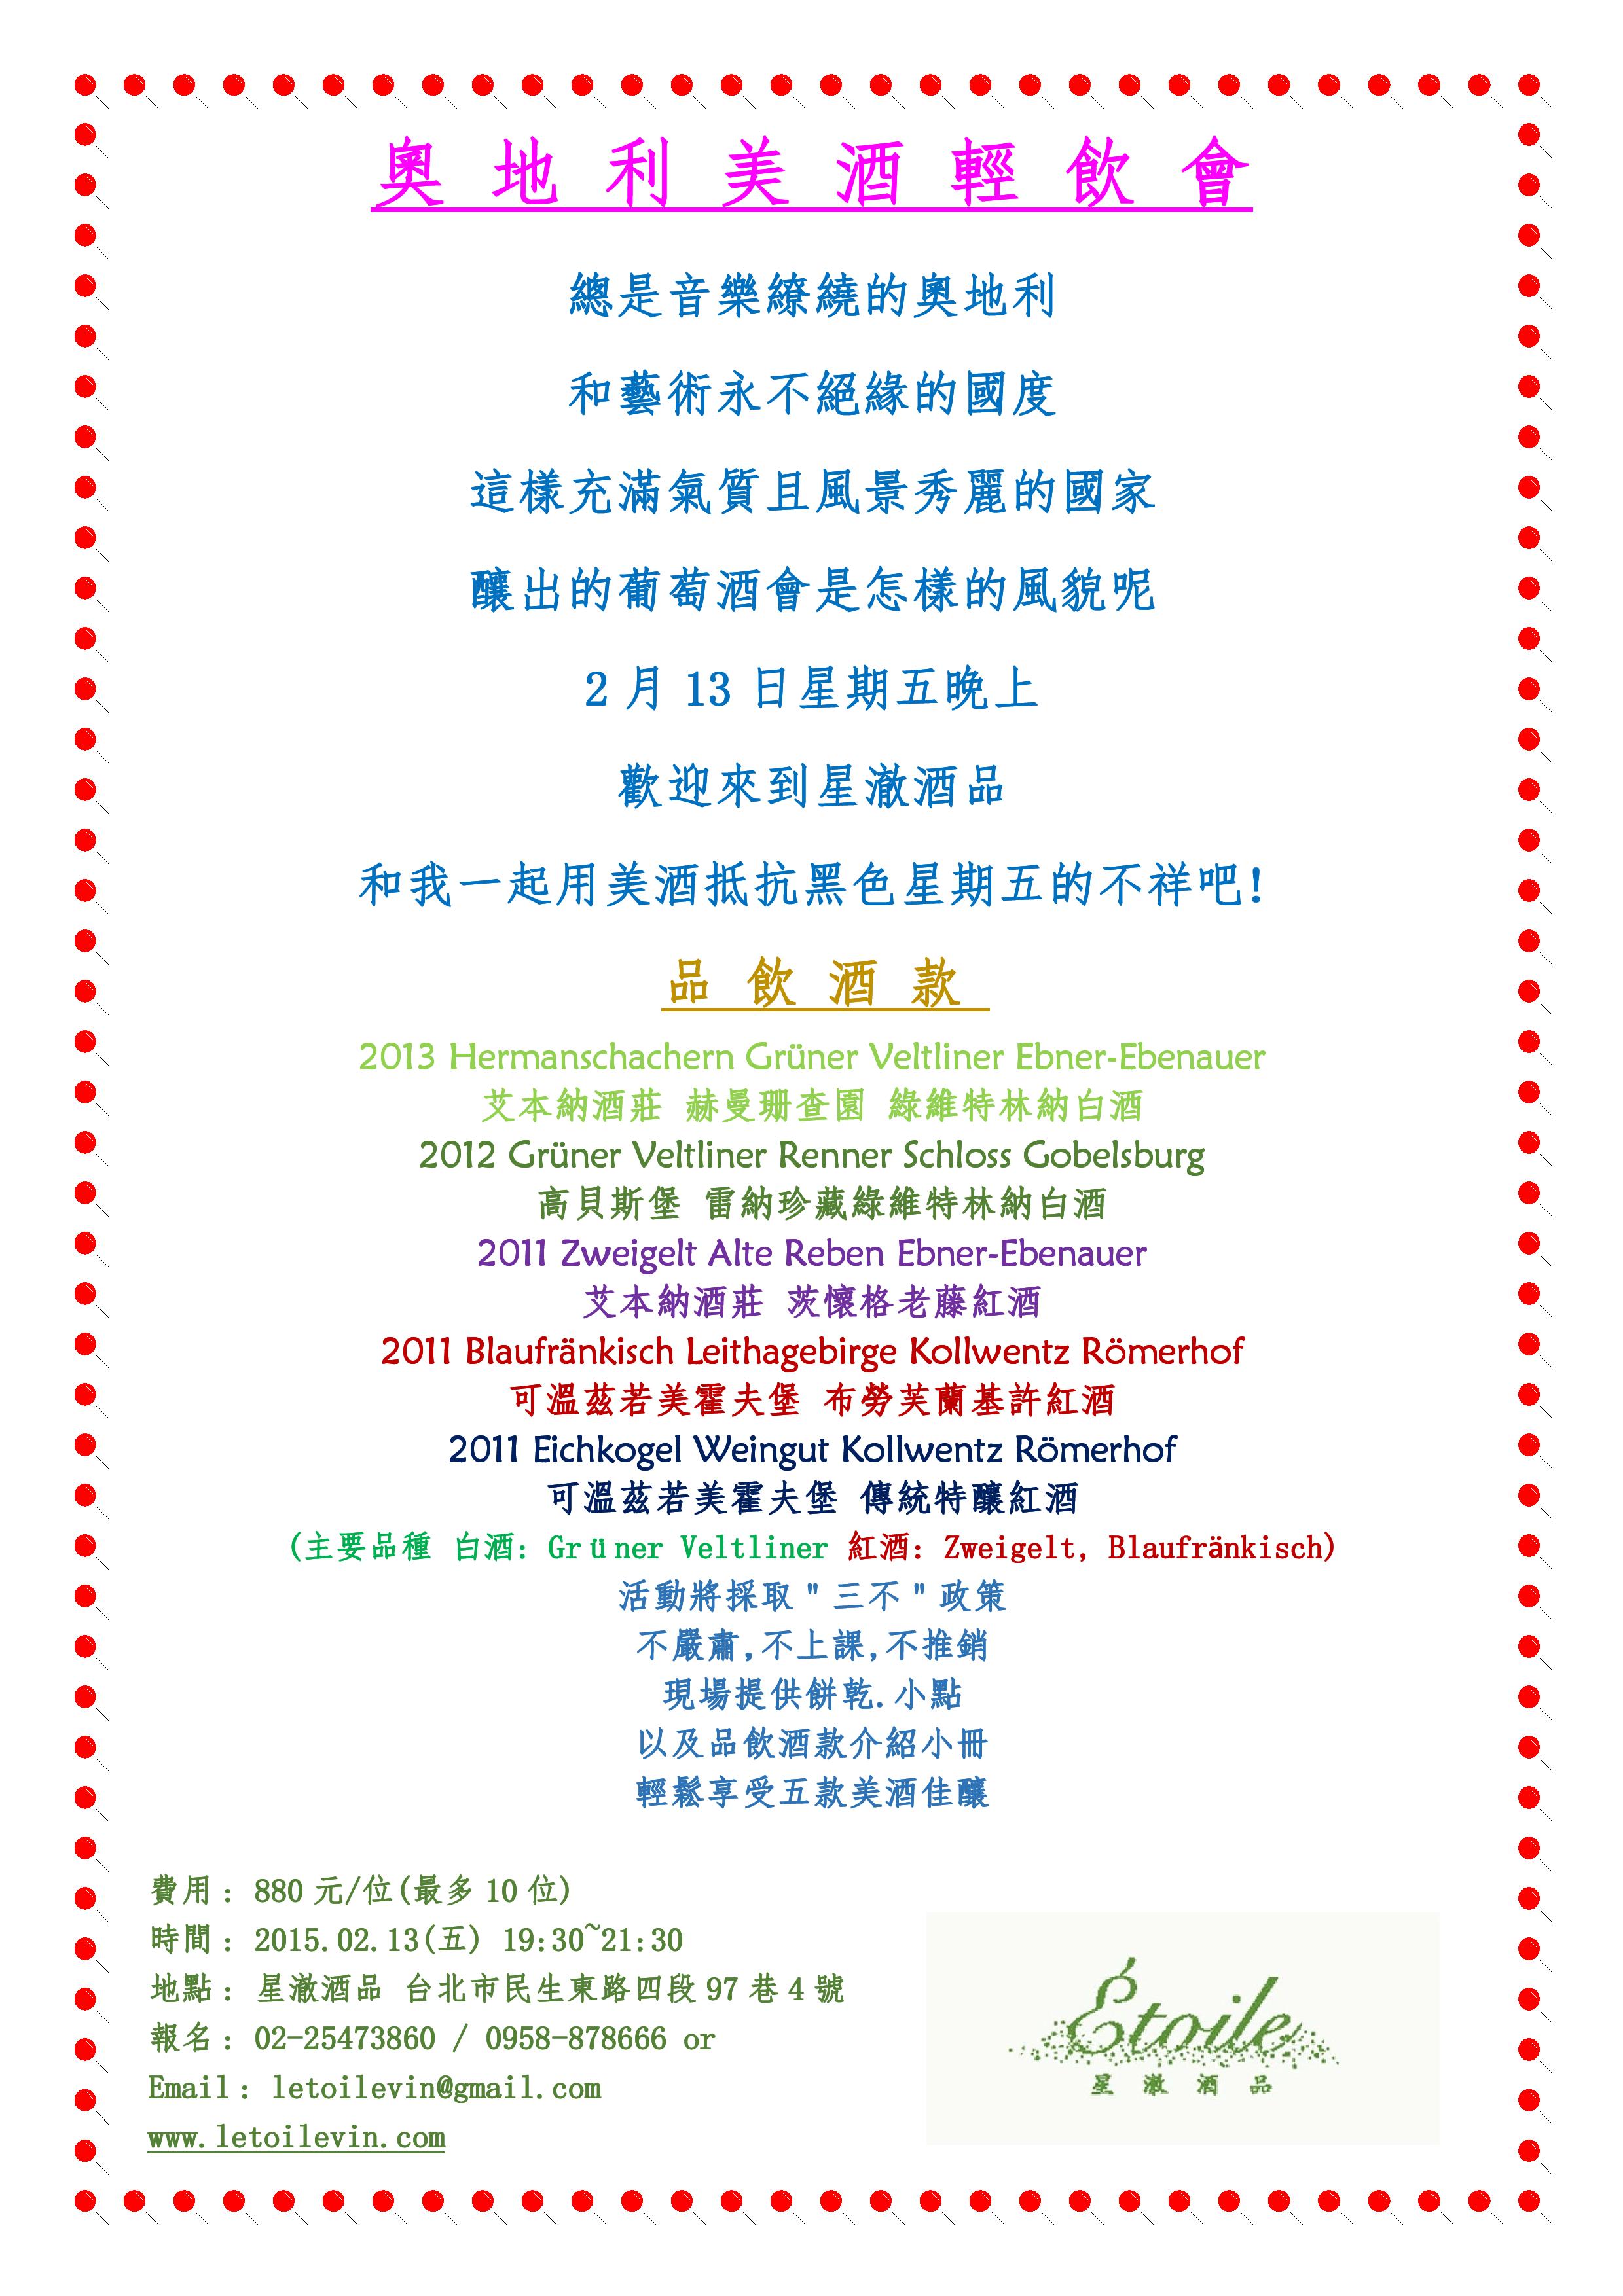 奧地利美酒輕飲會
總是音樂繚繞的奧地利
和藝術永不絕緣的國度
這樣充滿氣質且風景秀麗的國家
釀出的葡萄酒會是怎樣的風貌呢
2月13日星期五晚上
歡迎來到星澈酒品
和我一起用美酒抵抗黑色星期五的不祥吧!
品飲酒款
2013 Hermanschachern Grüner Veltliner Ebner-Ebenauer
艾本納酒莊 赫曼珊查園 綠維特林納白酒
2012 Grüner Veltliner Renner Schloss Gobelsburg
高貝斯堡 雷納珍藏綠維特林納白酒
2011 Zweigelt Alte Reben Ebner-Ebenauer
艾本納酒莊 茨懷格老藤紅酒
2011 Blaufränkisch Leithagebirge Kollwentz Römerhof
可溫茲若美霍夫堡 布勞芙蘭基許紅酒
2011 Eichkogel Weingut Kollwentz Römerhof
可溫茲若美霍夫堡 傳統特釀紅酒
(主要品種 白酒: Grüner Veltliner 紅酒: Zweigelt, Blaufränkisch)
活動將採取"三不"政策
不嚴肅,不上課,不推銷
現場提供餅乾.小點
以及品飲酒款介紹小冊
輕鬆享受五款美酒佳釀
費用: 880元/位(最多10位)
時間: 2015.02.13(五) 19:30~21:30
地點: 星澈酒品 台北市民生東路四段97巷4號
報名: 02-25473860 / 0958-878666 or
Email: letoilevin@gmail.com
www.letoilevin.com
Étoile
星澈酒品